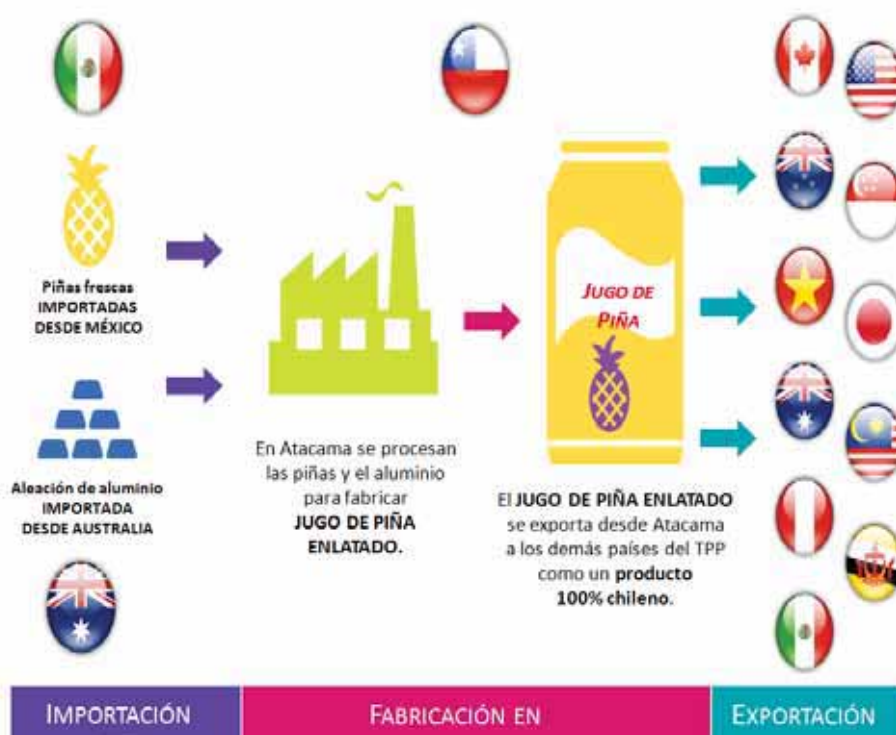 Piñas frescas
IMPORTADAS
DESDE MÉXICO
Aleación de aluminio
IMPORTADA
DESDE AUSTRALIA
En Atacama se procesan
las piñas y el aluminio
para fabricar
JUGO DE PIÑA
ENLATADO.
JUGO DE
PIÑA
El JUGO DE PIÑA ENLATADO
se exporta desde Atacama
a los demás países del TPP
como un producto
100% chileno.
IMPORTACIÓN
FABRICACIÓN EN
EXPORTACIÓN